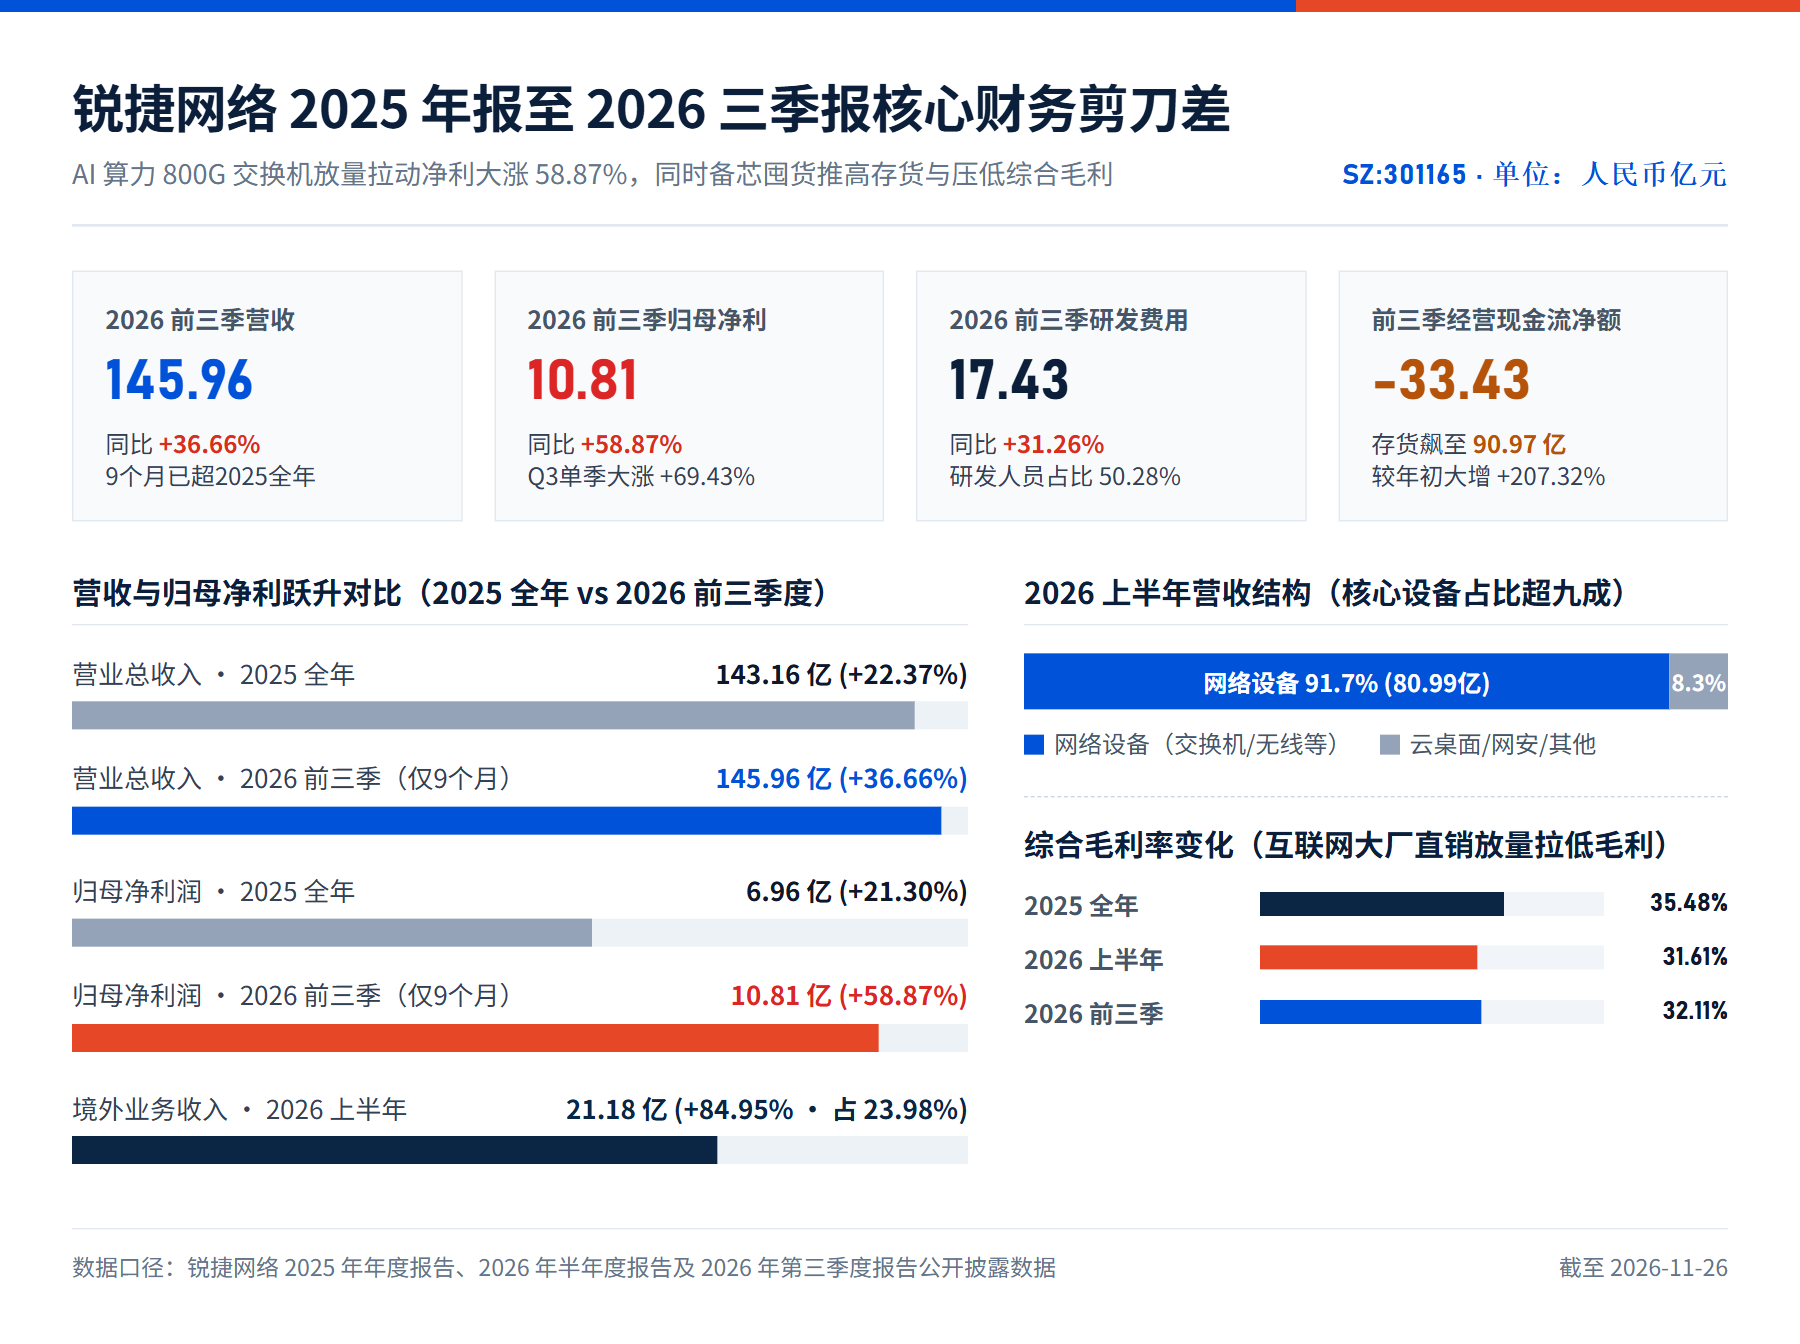 锐捷网络 2025 年报至 2026 三季报核心财务剪刀差
AI 算力 800G 交换机放量拉动净利大涨 58.87%，同时备芯囤货推高存货与压低综合毛利
SZ:301165 · 单位：人民币亿元
2026 前三季营收
145.96
同比 +36.66%
9个月已超2025全年
2026 前三季归母净利
10.81
同比 +58.87%
Q3单季大涨 +69.43%
2026 前三季研发费用
17.43
同比 +31.26%
研发人员占比 50.28%
前三季经营现金流净额
-33.43
存货飙至 90.97 亿
较年初大增 +207.32%
营收与归母净利跃升对比（2025 全年 vs 2026 前三季度）
营业总收入 · 2025 全年
143.16 亿 (+22.37%)
营业总收入 · 2026 前三季（仅9个月）
145.96 亿 (+36.66%)
归母净利润 · 2025 全年
6.96 亿 (+21.30%)
归母净利润 · 2026 前三季（仅9个月）
10.81 亿 (+58.87%)
境外业务收入 · 2026 上半年
21.18 亿 (+84.95% · 占 23.98%)
2026 上半年营收结构（核心设备占比超九成）
网络设备 91.7% (80.99亿)
8.3%
网络设备（交换机/无线等）
云桌面/网安/其他
综合毛利率变化（互联网大厂直销放量拉低毛利）
2025 全年
35.48%
2026 上半年
31.61%
2026 前三季
32.11%
数据口径：锐捷网络 2025 年年度报告、2026 年半年度报告及 2026 年第三季度报告公开披露数据
截至 2026-11-26